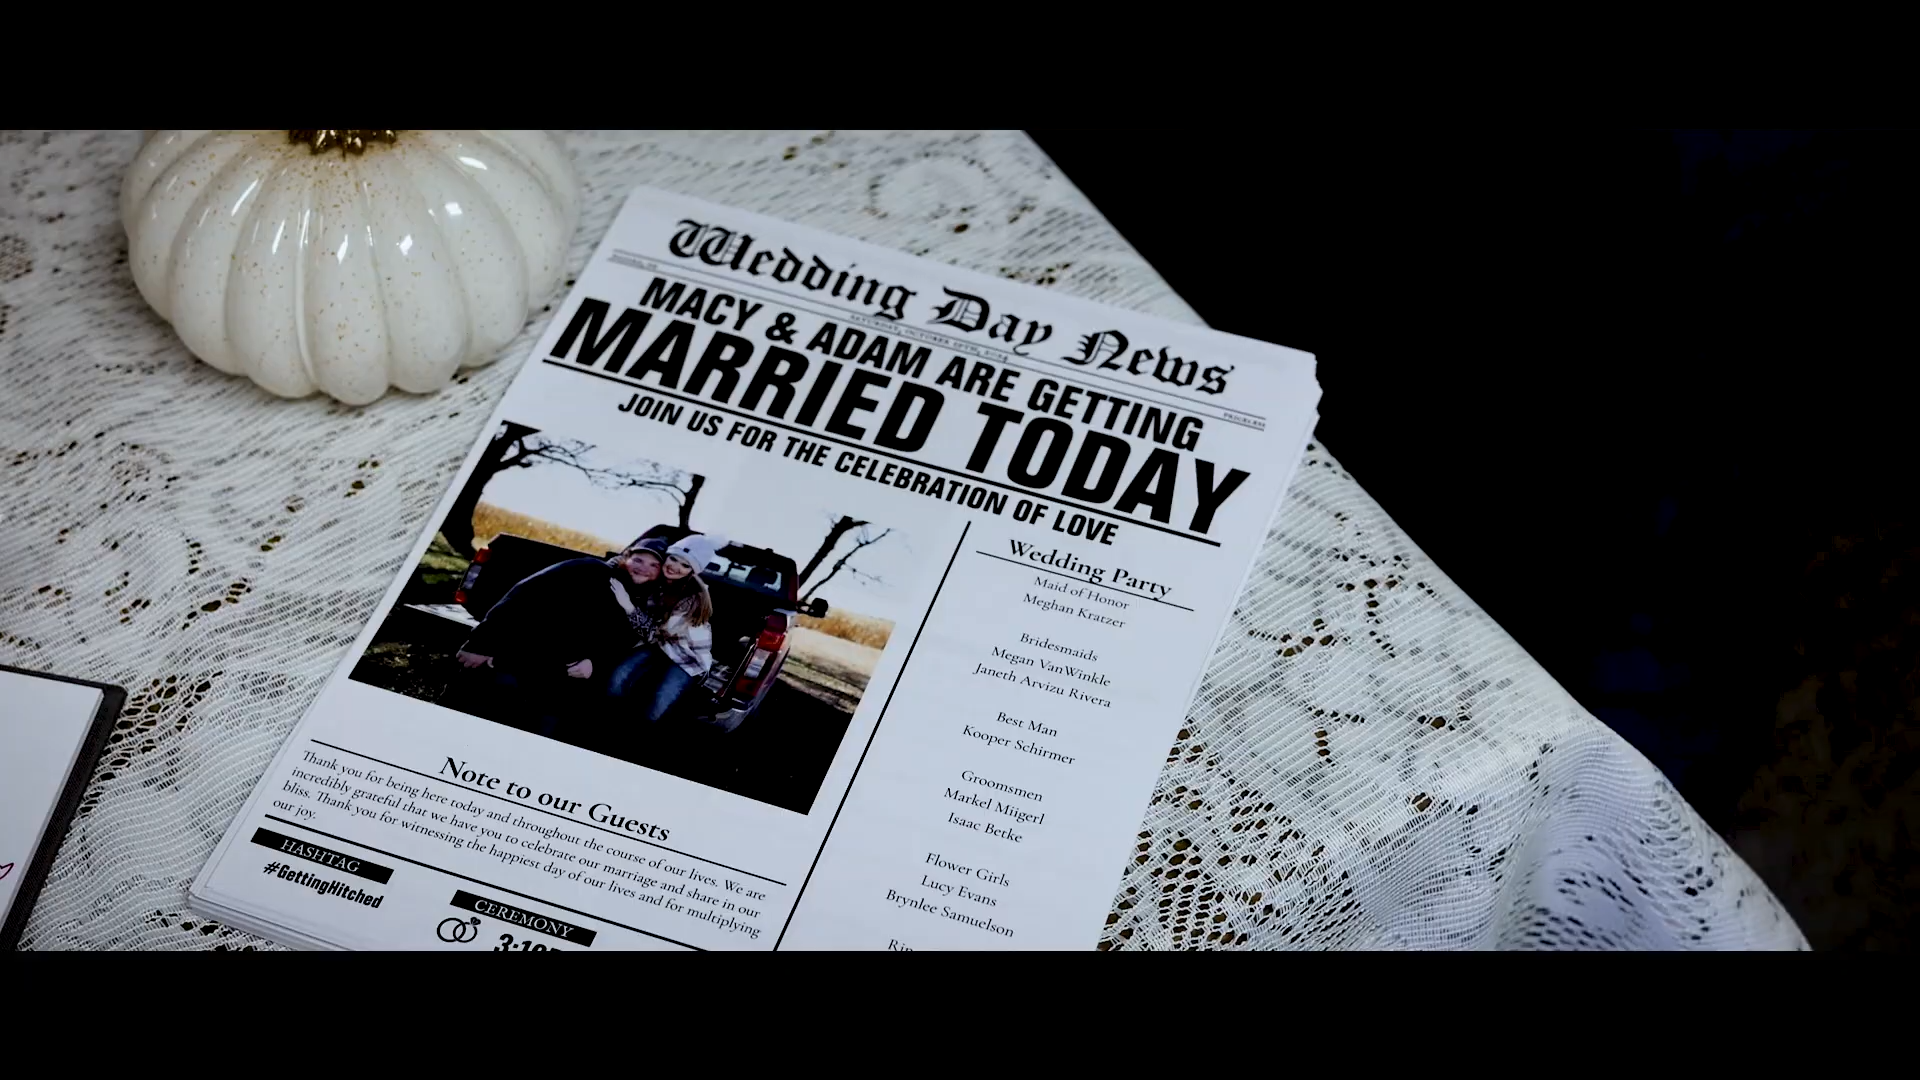 Wedding Day News
SATURDAY, OCTOBER 12TH, 2024
PRICELESS
MACY & ADAM ARE GETTING
MARRIED TODAY
JOIN US FOR THE CELEBRATION OF LOVE
Note to our Guests
Thank you for being here today and throughout the course of our lives. We are
incredibly grateful that we have you to celebrate our marriage and share in our
bliss. Thank you for witnessing the happiest day of our lives and for multiplying
our joy.
HASHTAG
#GettingHitched
CEREMONY
Wedding Party
Maid of Honor
Meghan Kratzer
Bridesmaids
Megan VanWinkle
Janeth Arvizu Rivera
Best Man
Kooper Schirmer
Groomsmen
Markel Miigerl
Isaac Betke
Flower Girls
Lucy Evans
Brynlee Samuelson